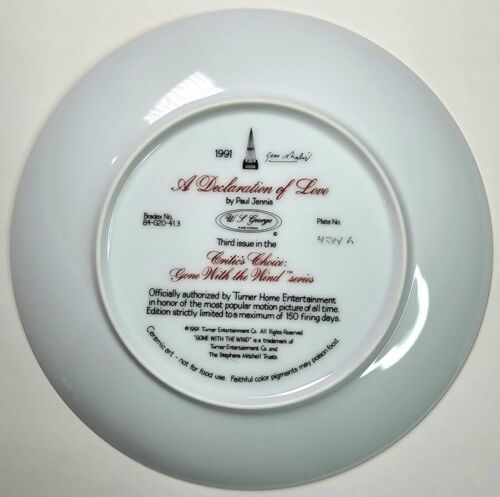 1991
A Declaration of Love
by Paul Jennis
Bradex No.
84-G20-41.3
W. S. George
FINE CHINA
©
Plate No.
Third issue in the
Critic's Choice:
Gone With the Wind™ series
Officially authorized by Turner Home Entertainment
in honor of the most popular motion picture of all time.
Edition strictly limited to a maximum of 150 firing days.
©1991 Turner Entertainment Co. All Rights Reserved.
"GONE WITH THE WIND" is a trademark of
Turner Entertainment Co. and
The Stephens Mitchell Trusts.
Ceramic art - not for food use. Faithful color pigments may poison food.